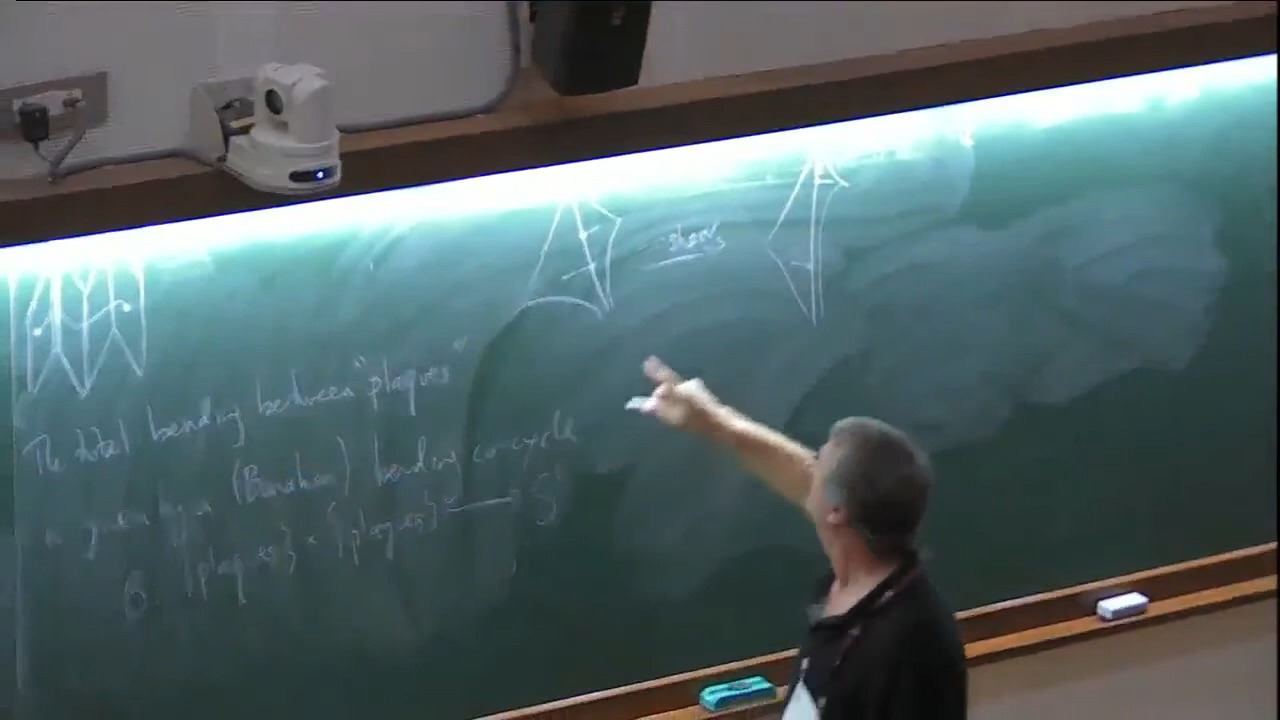 shears
The total bending between "plaques"
is given by a (Bonahon) bending co-cycle
β: {plaques} × {plaques} → S¹